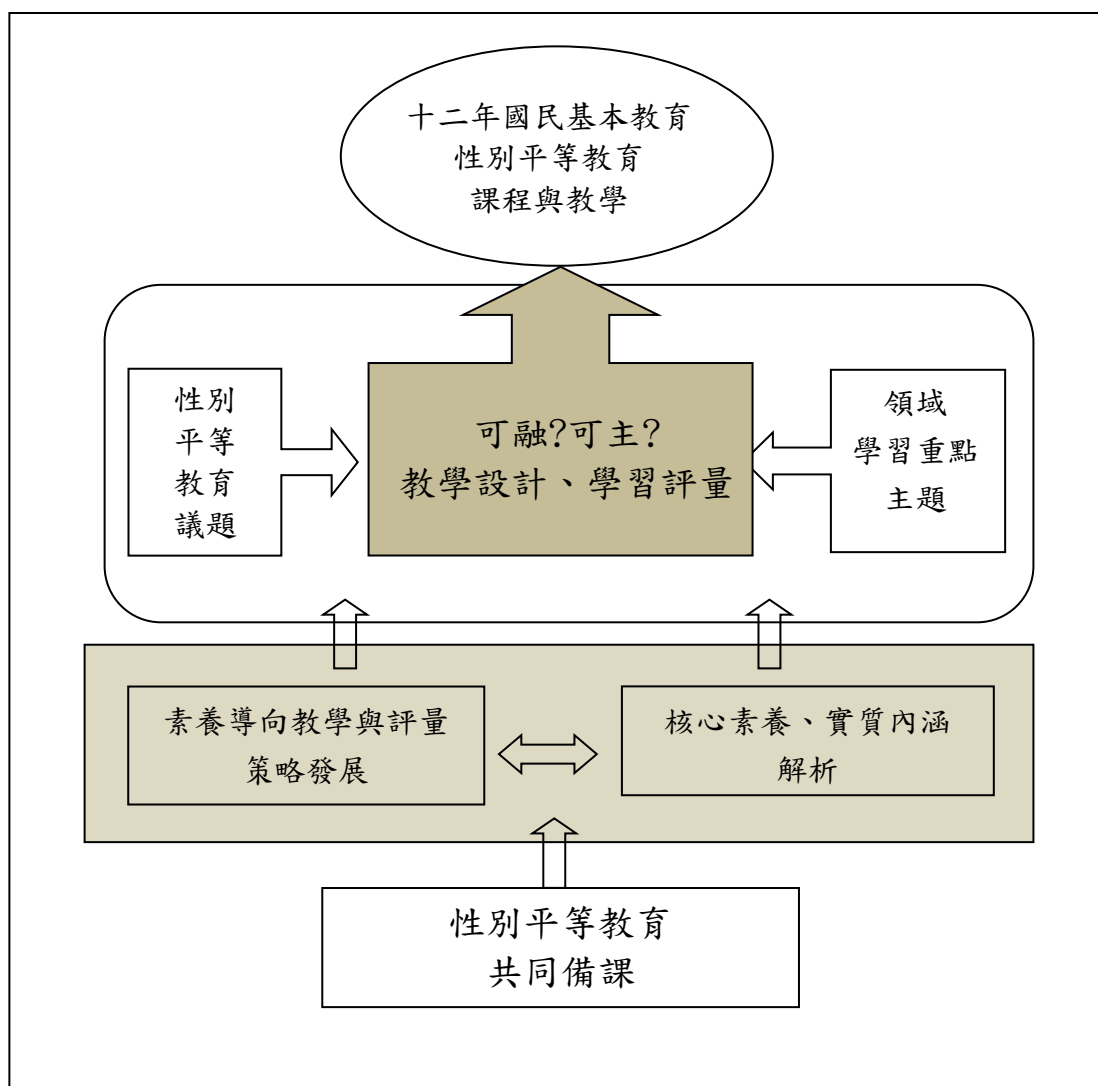 十二年國民基本教育
性別平等教育
課程與教學
性別
平等
教育
議題
可融?可主?
教學設計、學習評量
領域
學習重點
主題
素養導向教學與評量
策略發展
核心素養、實質內涵
解析
性別平等教育
共同備課